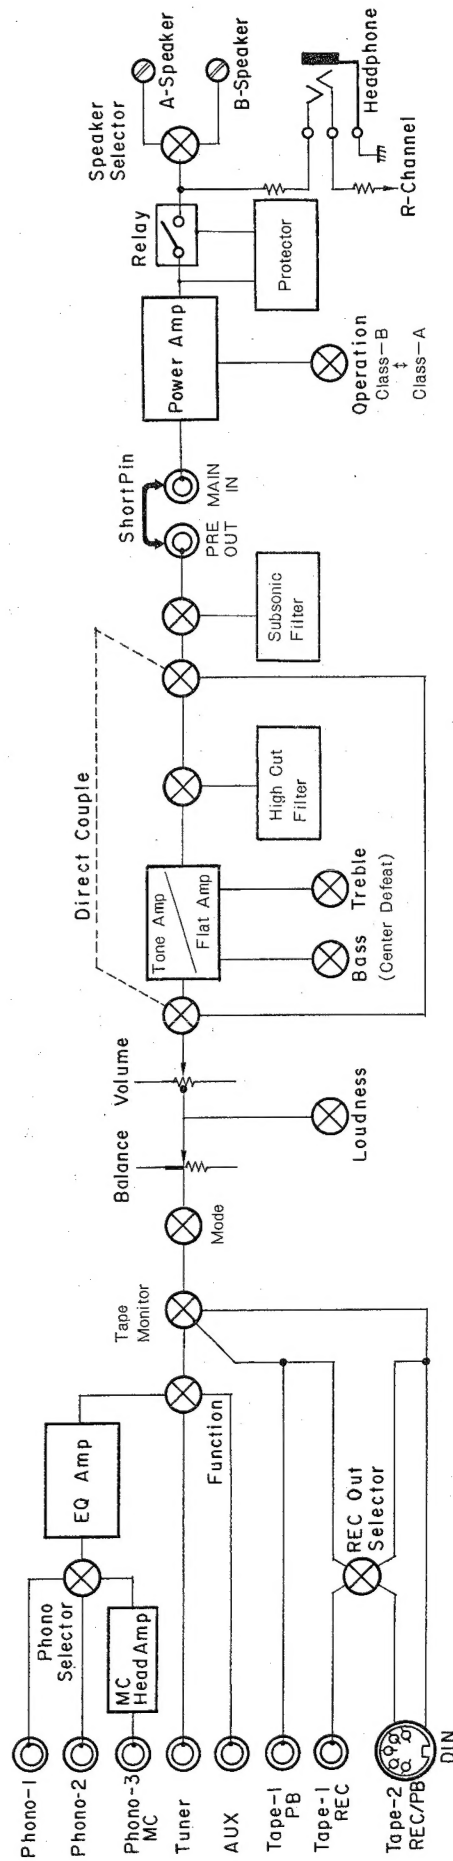 Phono-1
Phono-2
Phono-3
MC
Tuner
AUX
Tape-1
PB
Tape-1
REC
Tape-2
REC/PB
DIN
Phono
Selector
MC
Head Amp
EQ Amp
Function
REC Out
Selector
Tape
Monitor
Mode
Balance
Volume
Loudness
Direct Couple
Tone Amp
Flat Amp
Bass
Treble
(Center Defeat)
High Cut
Filter
Subsonic
Filter
Short Pin
PRE
OUT
MAIN
IN
Power Amp
Operation
Class-B
↕
Class-A
Relay
Protector
Speaker
Selector
A-Speaker
B-Speaker
Headphone
R-Channel